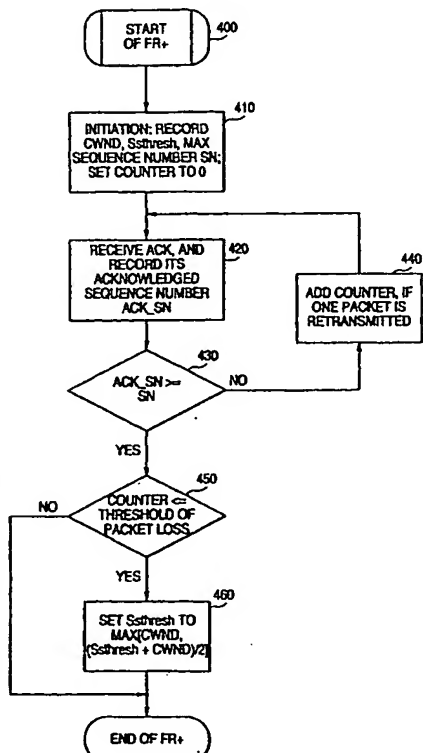 START
OF FR+
400
410
INITIATION: RECORD
CWND, Ssthresh, MAX
SEQUENCE NUMBER SN;
SET COUNTER TO 0
420
RECEIVE ACK, AND
RECORD ITS
ACKNOWLEDGED
SEQUENCE NUMBER
ACK_SN
440
ADD COUNTER, IF
ONE PACKET IS
RETRANSMITTED
430
ACK_SN >=
SN
NO
YES
450
NO
COUNTER <=
THRESHOLD OF
PACKET LOSS
YES
460
SET Ssthresh TO
MAX[CWND,
(Ssthresh + CWND)/2]
END OF FR+